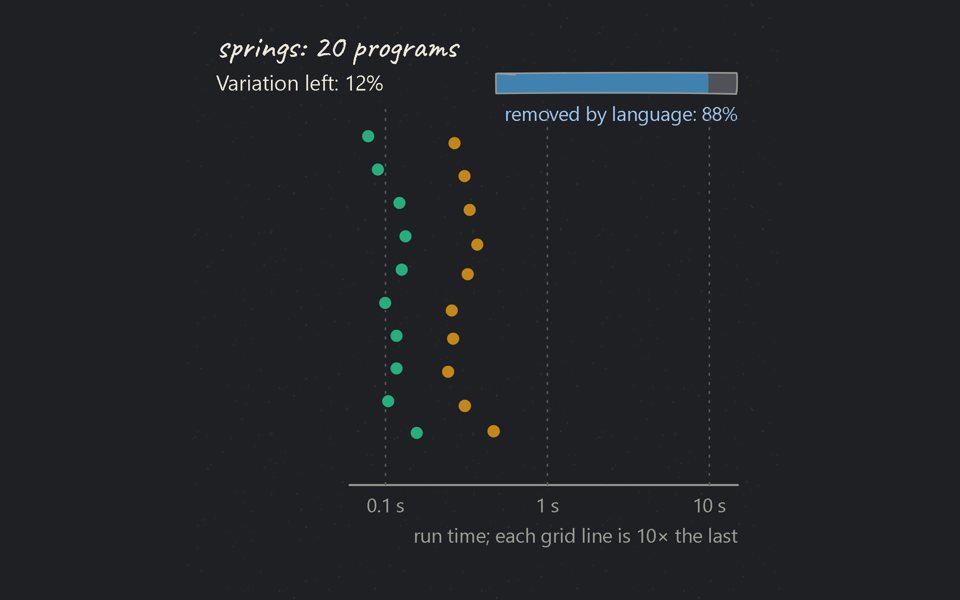 springs: 20 programs
Variation left: 12%
removed by language: 88%
0.1 s
1 s
10 s
run time; each grid line is 10× the last